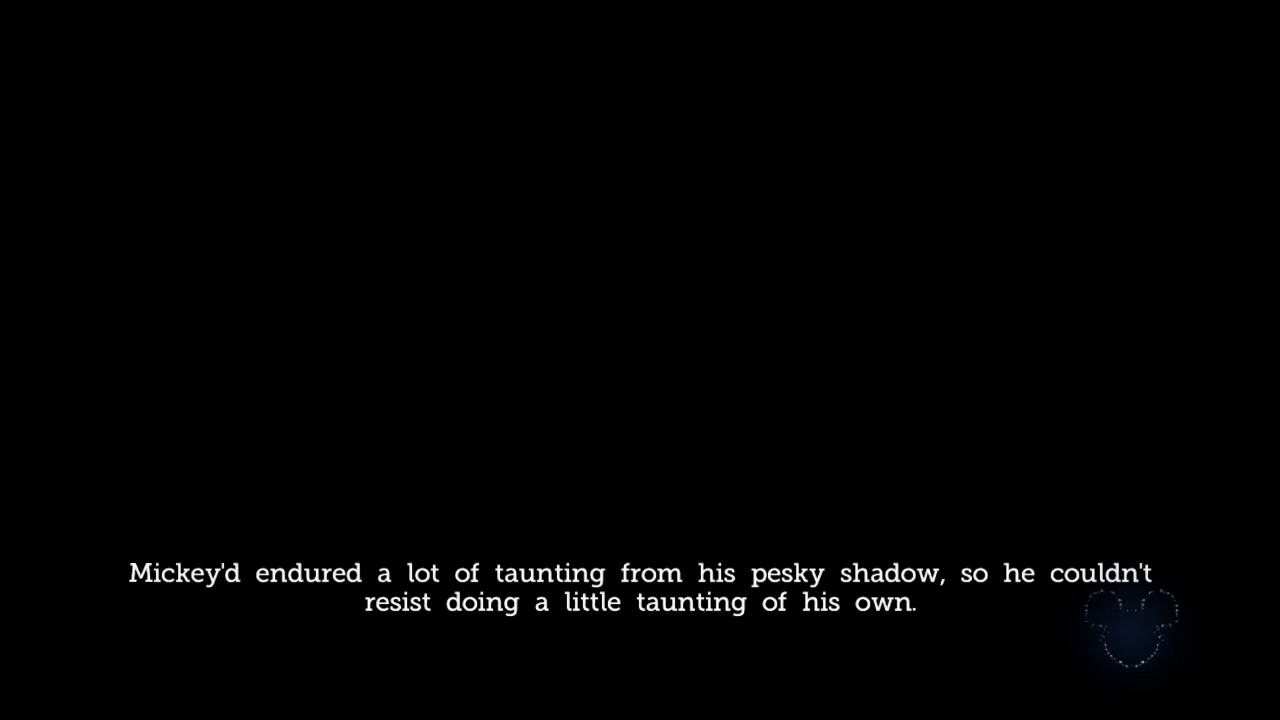 Mickey'd endured a lot of taunting from his pesky shadow, so he couldn't
resist doing a little taunting of his own.